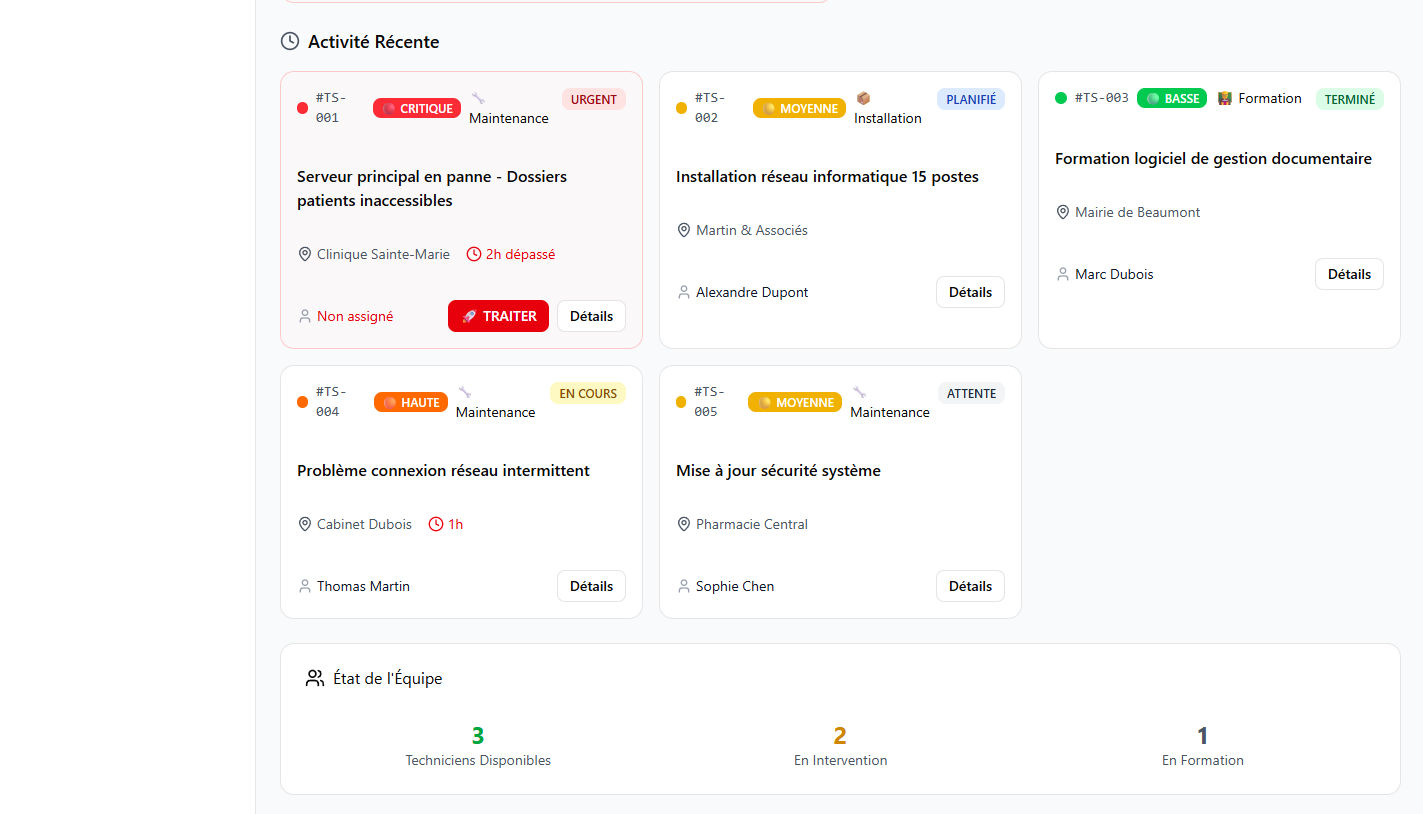 Activité Récente
#TS-001 CRITIQUE Maintenance URGENT
Serveur principal en panne - Dossiers
patients inaccessibles
Clinique Sainte-Marie 2h dépassé
Non assigné TRAITER Détails
#TS-002 MOYENNE Installation PLANIFIÉ
Installation réseau informatique 15 postes
Martin & Associés
Alexandre Dupont Détails
#TS-003 BASSE Formation TERMINÉ
Formation logiciel de gestion documentaire
Mairie de Beaumont
Marc Dubois Détails
#TS-004 HAUTE Maintenance EN COURS
Problème connexion réseau intermittent
Cabinet Dubois 1h
Thomas Martin Détails
#TS-005 MOYENNE Maintenance ATTENTE
Mise à jour sécurité système
Pharmacie Central
Sophie Chen Détails
État de l'Équipe
3
Techniciens Disponibles
2
En Intervention
1
En Formation